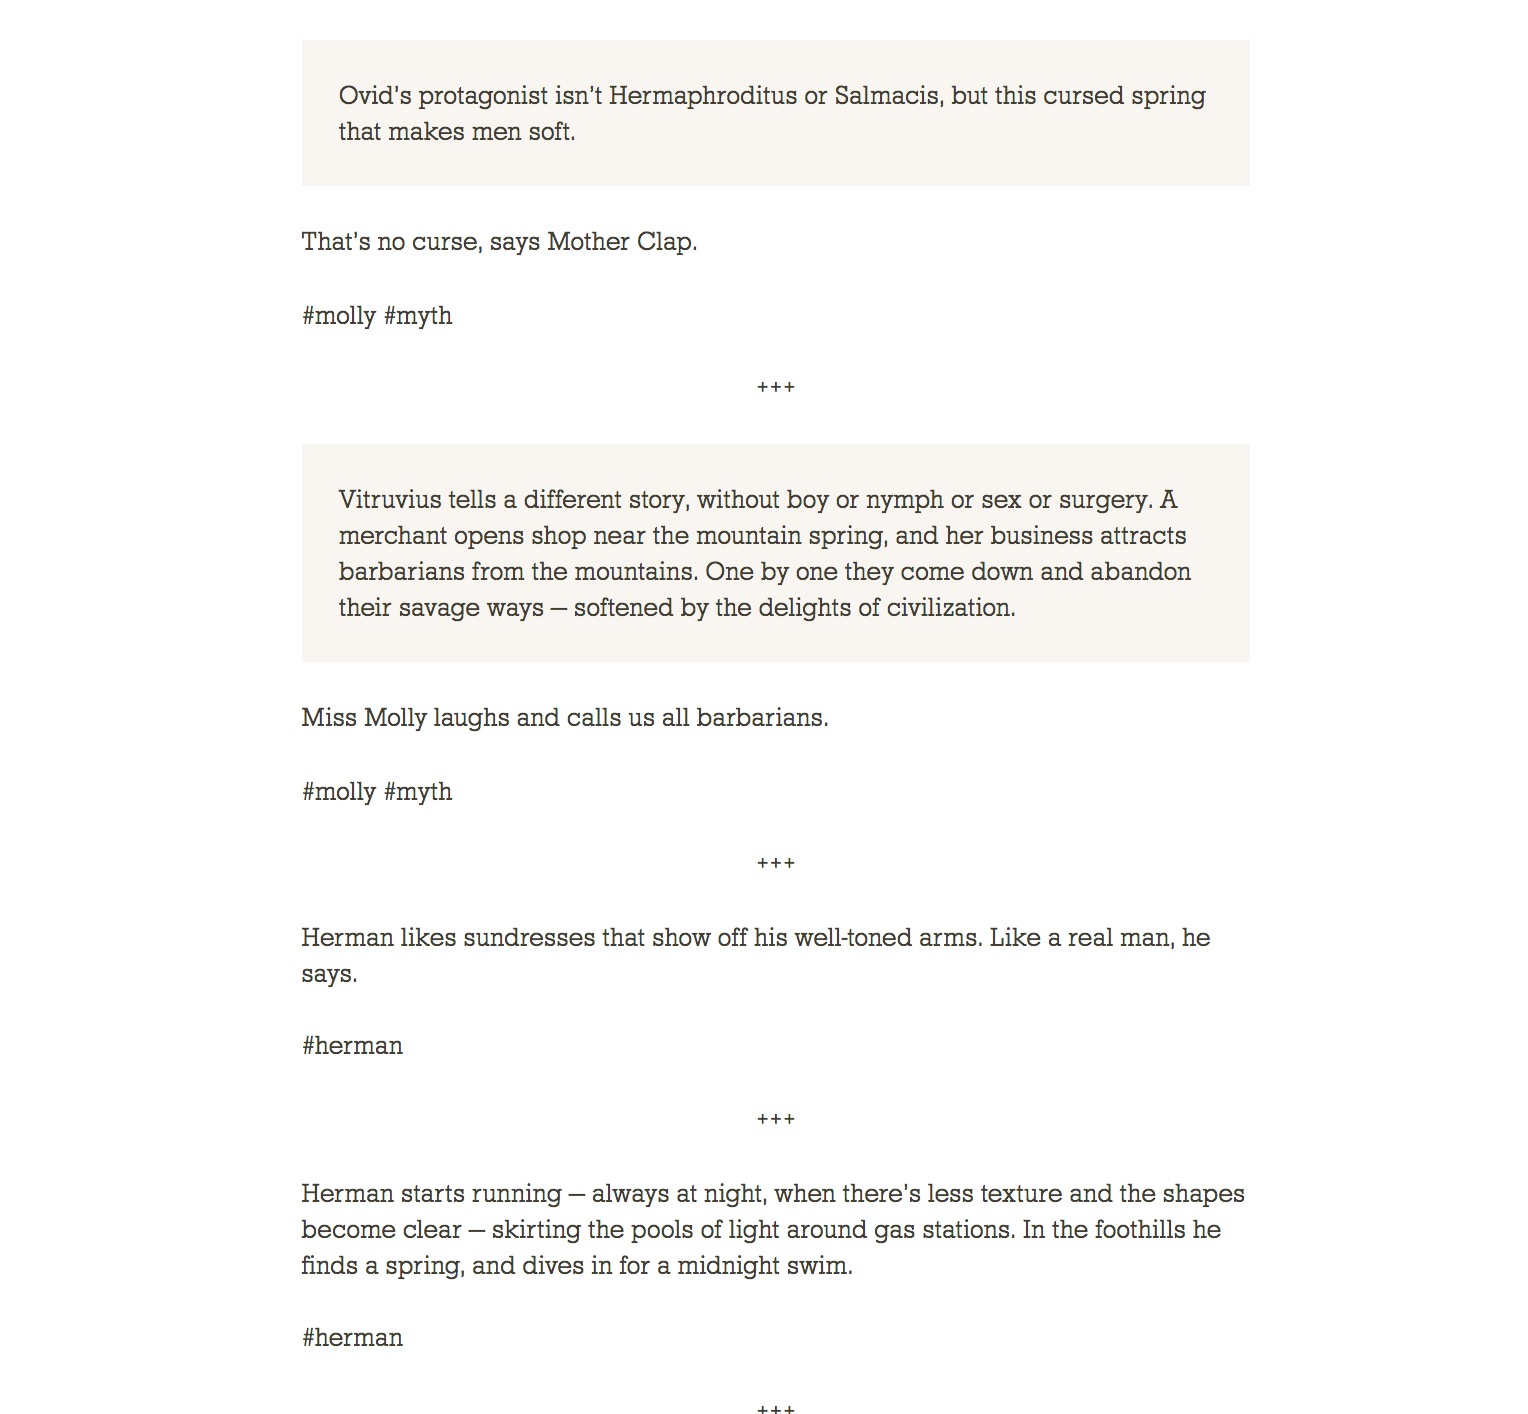 Ovid’s protagonist isn’t Hermaphroditus or Salmacis, but this cursed spring
that makes men soft.
That’s no curse, says Mother Clap.
#molly #myth
+++
Vitruvius tells a different story, without boy or nymph or sex or surgery. A
merchant opens shop near the mountain spring, and her business attracts
barbarians from the mountains. One by one they come down and abandon
their savage ways — softened by the delights of civilization.
Miss Molly laughs and calls us all barbarians.
#molly #myth
+++
Herman likes sundresses that show off his well-toned arms. Like a real man, he
says.
#herman
+++
Herman starts running — always at night, when there’s less texture and the shapes
become clear — skirting the pools of light around gas stations. In the foothills he
finds a spring, and dives in for a midnight swim.
#herman
+++